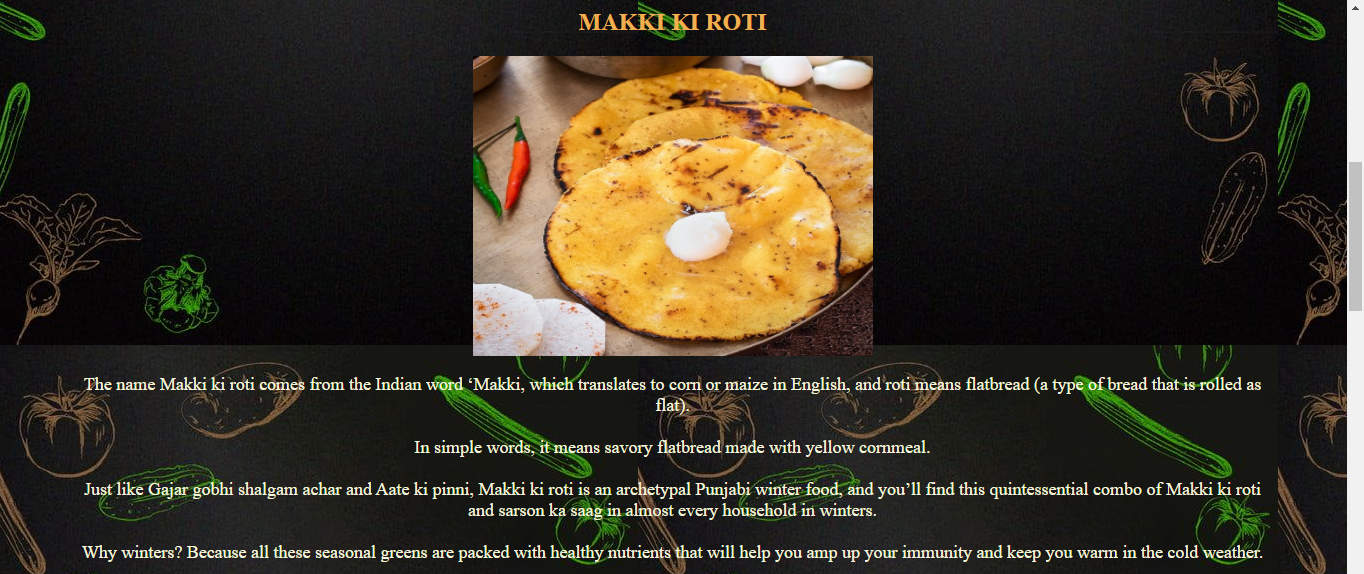 MAKKI KI ROTI
The name Makki ki roti comes from the Indian word ‘Makki, which translates to corn or maize in English, and roti means flatbread (a type of bread that is rolled as
flat).
In simple words, it means savory flatbread made with yellow cornmeal.
Just like Gajar gobhi shalgam achar and Aate ki pinni, Makki ki roti is an archetypal Punjabi winter food, and you’ll find this quintessential combo of Makki ki roti
and sarson ka saag in almost every household in winters.
Why winters? Because all these seasonal greens are packed with healthy nutrients that will help you amp up your immunity and keep you warm in the cold weather.